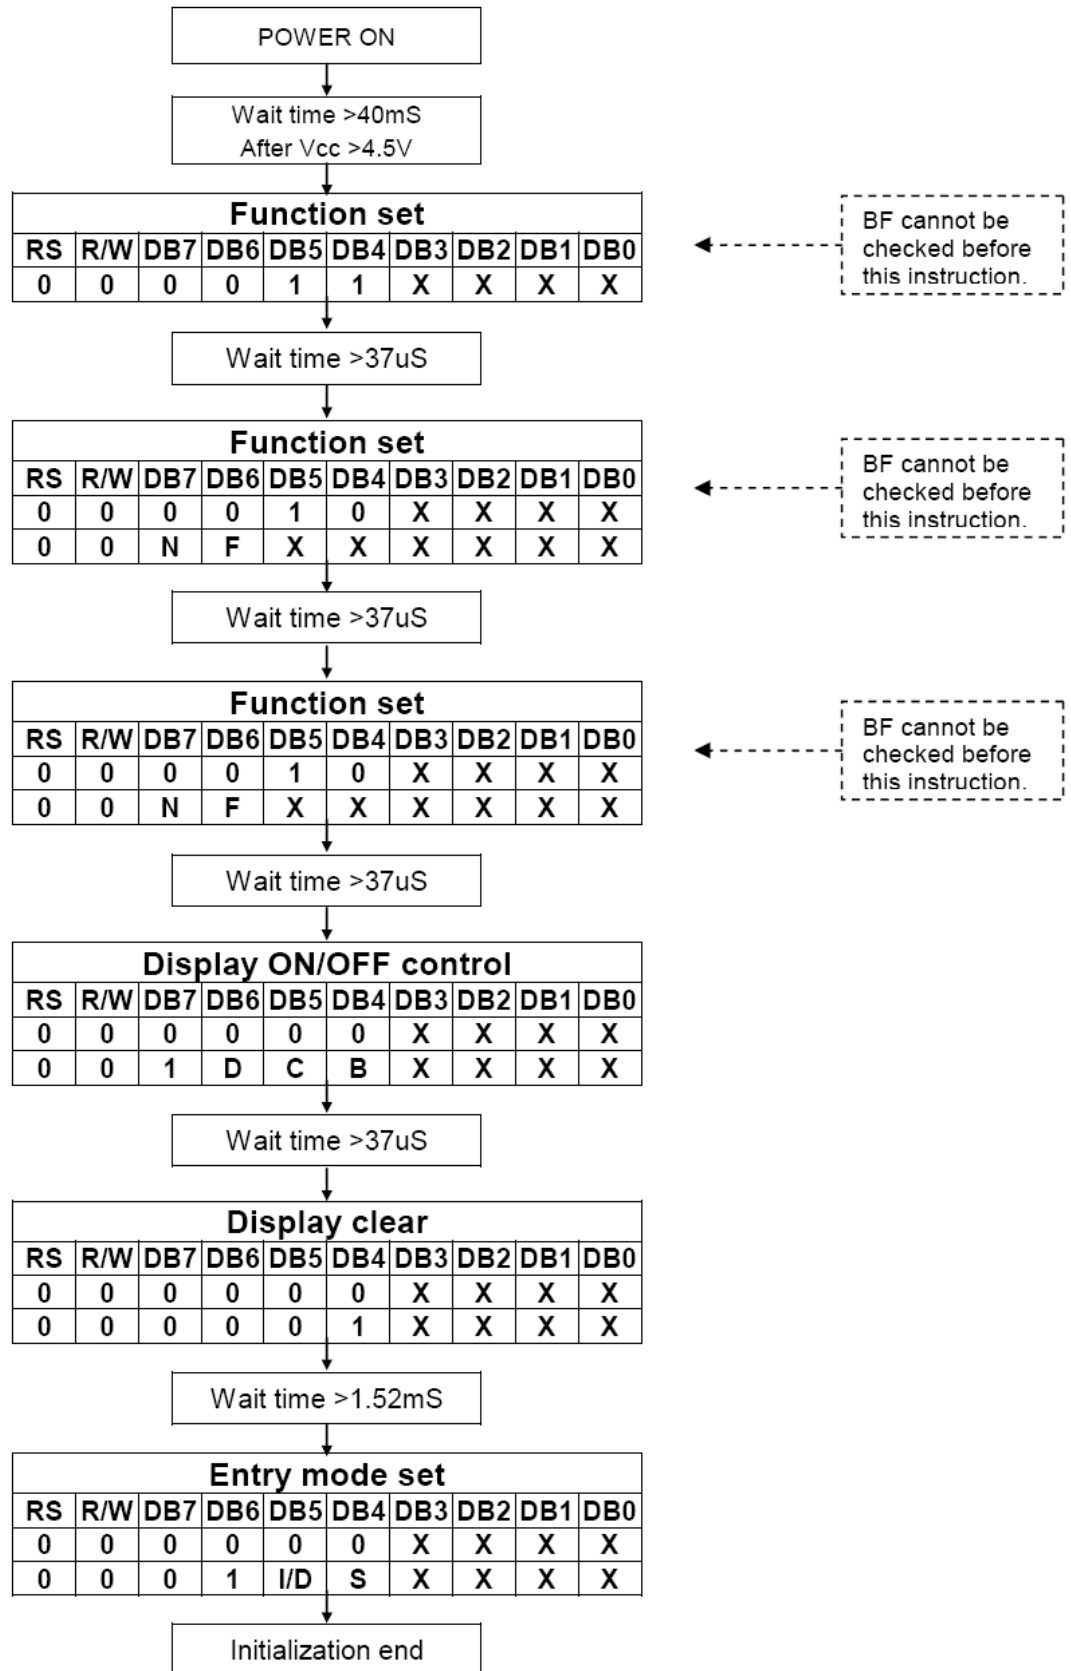 POWER ON
Wait time >40mS
After Vcc >4.5V
Function set
RS R/W DB7 DB6 DB5 DB4 DB3 DB2 DB1 DB0
0 0 0 0 1 1 X X X X
BF cannot be
checked before
this instruction.
Wait time >37uS
Function set
RS R/W DB7 DB6 DB5 DB4 DB3 DB2 DB1 DB0
0 0 0 0 1 0 X X X X
0 0 N F X X X X X X
BF cannot be
checked before
this instruction.
Wait time >37uS
Function set
RS R/W DB7 DB6 DB5 DB4 DB3 DB2 DB1 DB0
0 0 0 0 1 0 X X X X
0 0 N F X X X X X X
BF cannot be
checked before
this instruction.
Wait time >37uS
Display ON/OFF control
RS R/W DB7 DB6 DB5 DB4 DB3 DB2 DB1 DB0
0 0 0 0 0 0 X X X X
0 0 1 D C B X X X X
Wait time >37uS
Display clear
RS R/W DB7 DB6 DB5 DB4 DB3 DB2 DB1 DB0
0 0 0 0 0 0 X X X X
0 0 0 0 0 1 X X X X
Wait time >1.52mS
Entry mode set
RS R/W DB7 DB6 DB5 DB4 DB3 DB2 DB1 DB0
0 0 0 0 0 0 X X X X
0 0 0 1 I/D S X X X X
Initialization end